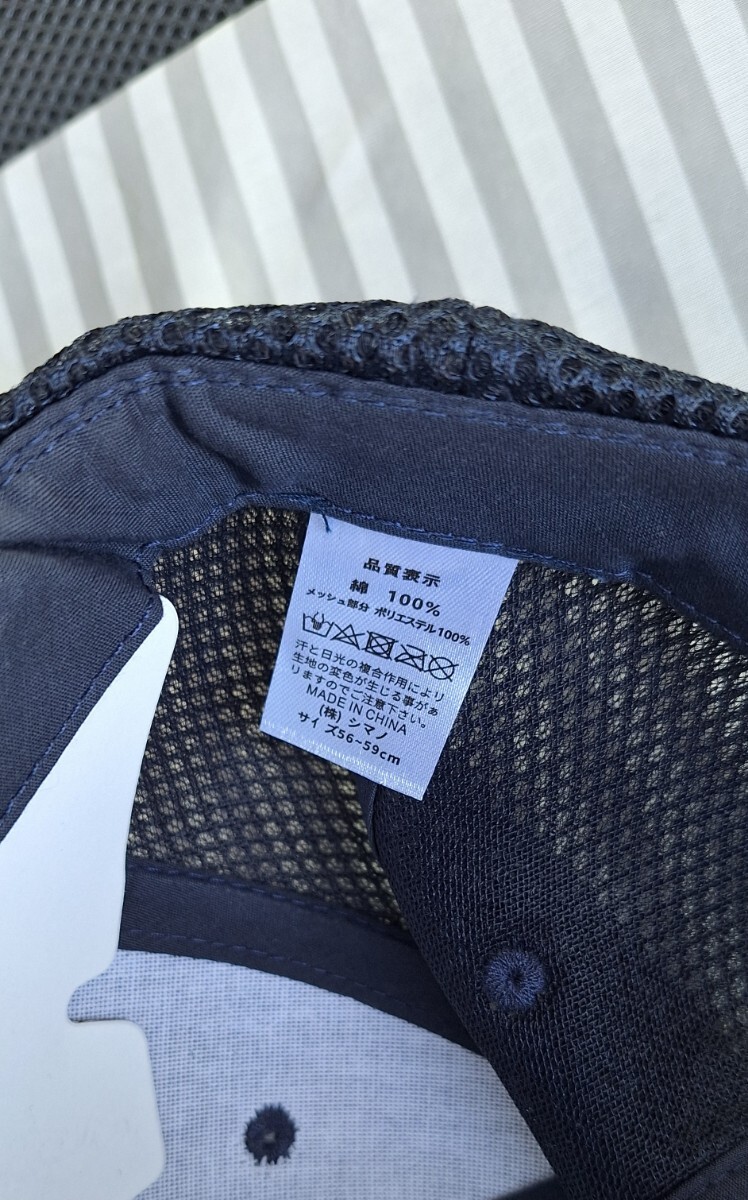 品質表示
綿 100%
メッシュ部分 ポリエステル100%
汗と日光の複合作用により
生地の変色が生じる事があ
りますのでご注意下さい。
MADE IN CHINA
(株) シマノ
サイズ56-59cm